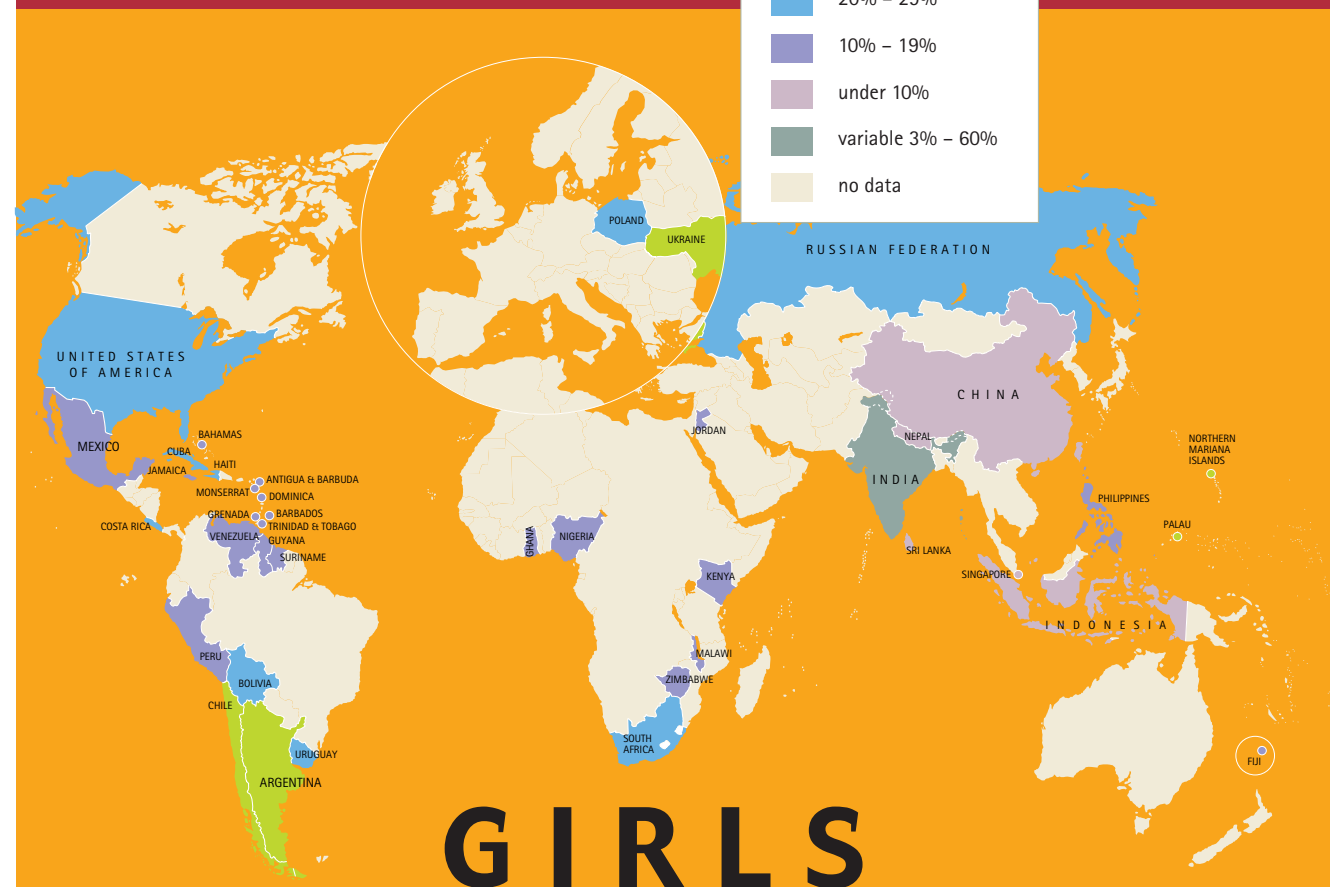 20% – 29%
10% – 19%
under 10%
variable 3% – 60%
no data
POLAND
UKRAINE
RUSSIAN FEDERATION
UNITED STATES
OF AMERICA
CHINA
MEXICO
BAHAMAS
CUBA
HAITI
JAMAICA
ANTIGUA & BARBUDA
MONSERRAT
DOMINICA
GRENADA
BARBADOS
TRINIDAD & TOBAGO
COSTA RICA
VENEZUELA
GUYANA
SURINAME
JORDAN
NEPAL
INDIA
NORTHERN
MARIANA
ISLANDS
PHILIPPINES
PALAU
GHANA
NIGERIA
KENYA
SRI LANKA
SINGAPORE
INDONESIA
PERU
BOLIVIA
CHILE
URUGUAY
ARGENTINA
MALAWI
ZIMBABWE
SOUTH
AFRICA
FIJI
GIRLS